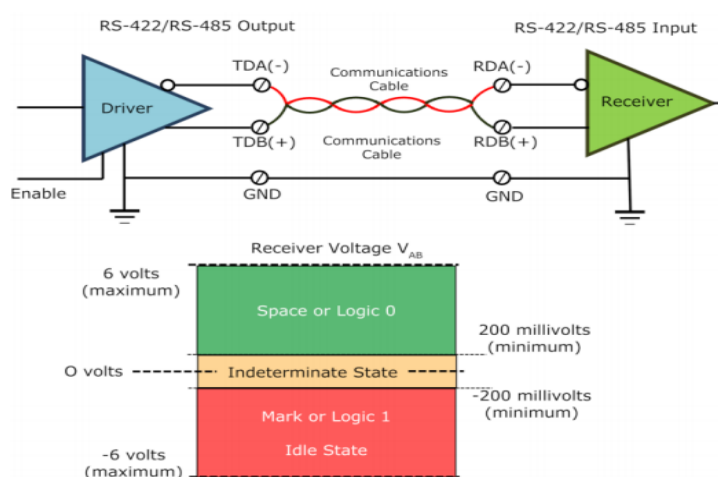 RS-422/RS-485 Output
RS-422/RS-485 Input
TDA(-)
Communications
Cable
RDA(-)
Driver
Receiver
TDB(+)
Communications
Cable
RDB(+)
Enable
GND
GND
Receiver Voltage VAB
6 volts
(maximum)
Space or Logic 0
200 millivolts
(minimum)
O volts
Indeterminate State
-200 millivolts
(minimum)
Mark or Logic 1
Idle State
-6 volts
(maximum)